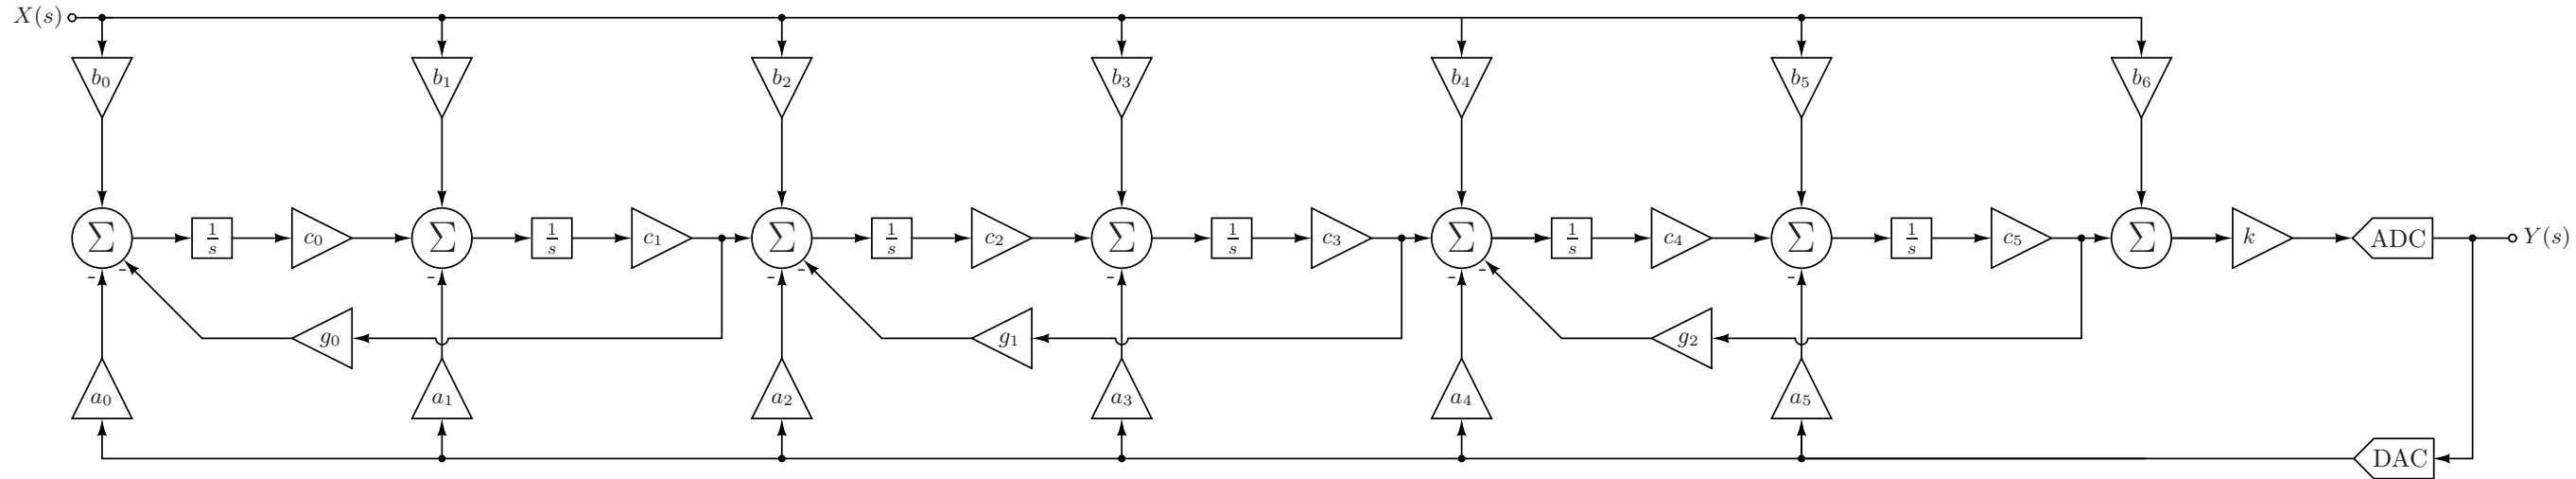 X(s)
b₀ b₁ b₂ b₃ b₄ b₅ b₆
∑ 1/s c₀ ∑ 1/s c₁ ∑ 1/s c₂ ∑ 1/s c₃ ∑ 1/s c₄ ∑ 1/s c₅ ∑ k ADC Y(s)
- - - - - - - - -
g₀ g₁ g₂
a₀ a₁ a₂ a₃ a₄ a₅
DAC